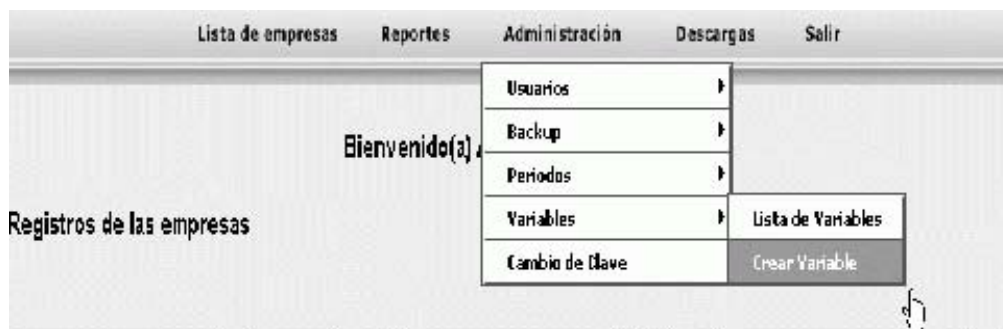 Lista de empresas Reportes Administración Descargas Salir
Usuarios
Backup
Bienvenido(a)
Periodos
Registros de las empresas
Variables
Lista de Variables
Cambio de Clave
Crear Variable